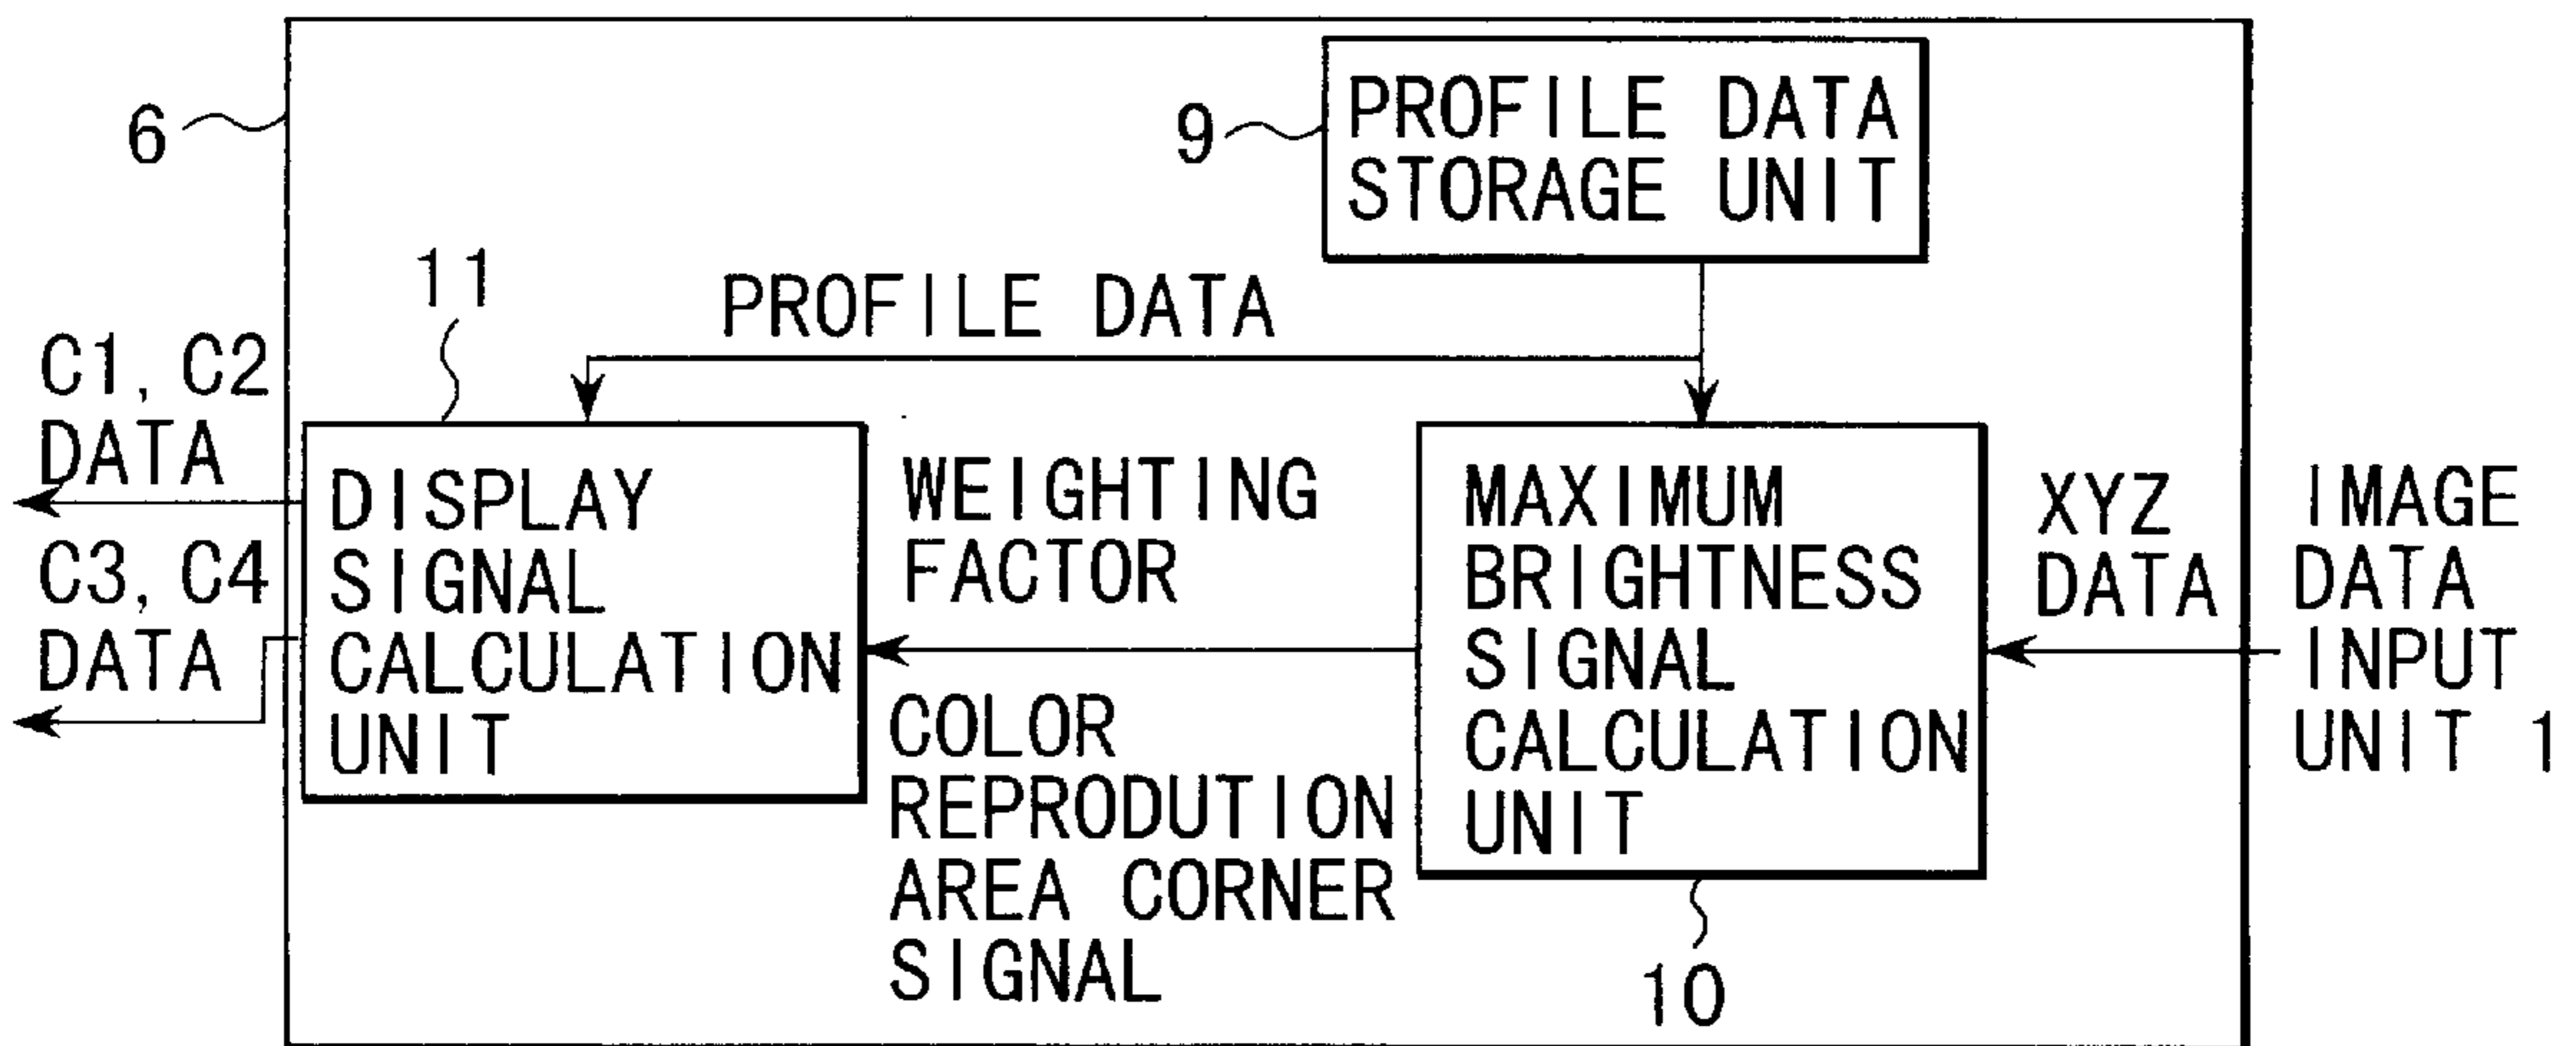 6
9
PROFILE DATA
STORAGE UNIT
11
PROFILE DATA
C1, C2
DATA
C3, C4
DATA
DISPLAY
SIGNAL
CALCULATION
UNIT
WEIGHTING
FACTOR
COLOR
REPRODUTION
AREA CORNER
SIGNAL
MAXIMUM
BRIGHTNESS
SIGNAL
CALCULATION
UNIT
10
XYZ
DATA
IMAGE
DATA
INPUT
UNIT 1